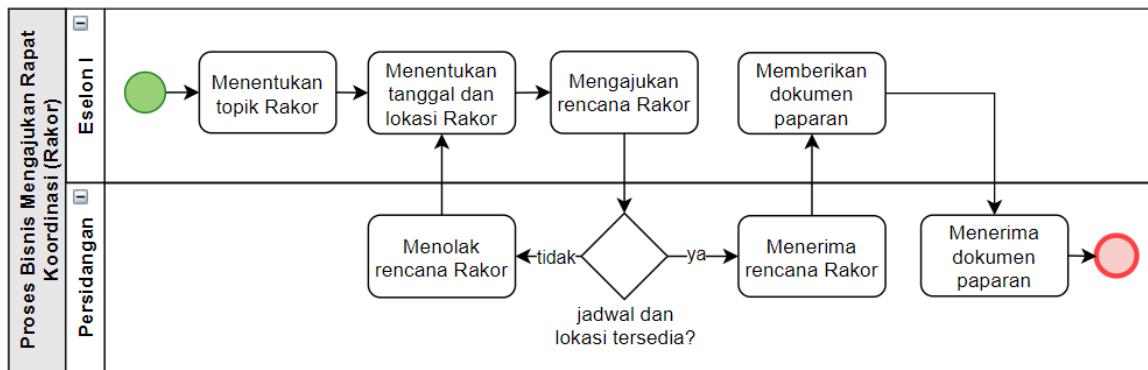 Proses Bisnis Mengajukan Rapat
Koordinasi (Rakor)
Eselon I
Menentukan
topik Rakor
Menentukan
tanggal dan
lokasi Rakor
Mengajukan
rencana Rakor
Memberikan
dokumen
paparan
Persidangan
Menolak
rencana Rakor
tidak
jadwal dan
lokasi tersedia?
ya
Menerima
rencana Rakor
Menerima
dokumen
paparan